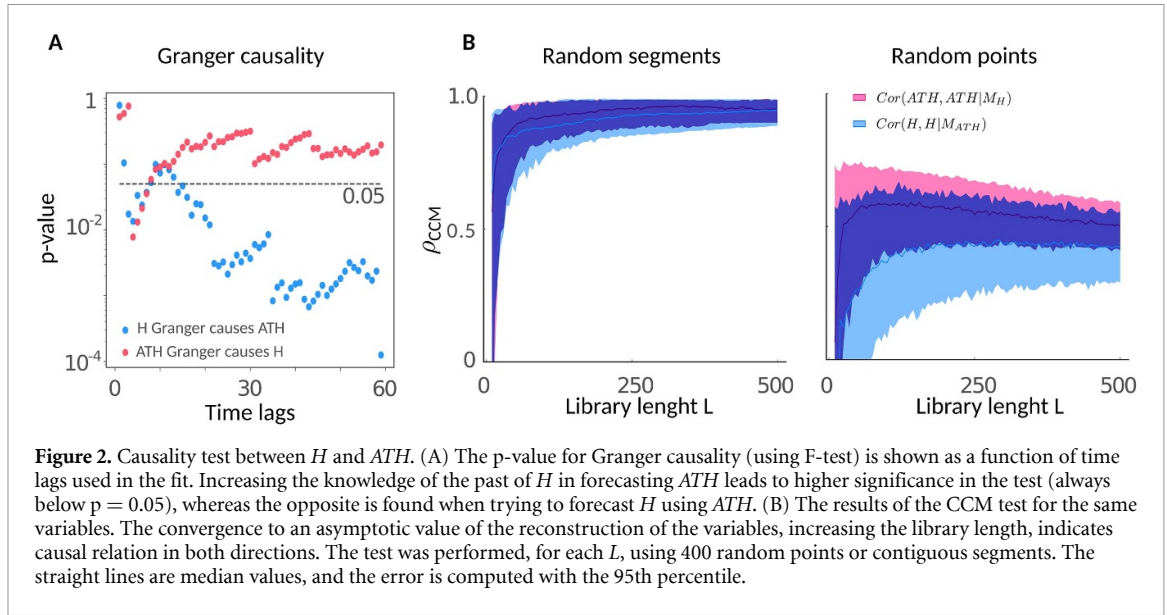 A
Granger causality
1
10-2
10-4
p-value
0.05
H Granger causes ATH
ATH Granger causes H
0
30
60
Time lags
B
Random segments
1.0
0.5
0
ρCCM
0
250
500
Library lenght L
Random points
Cor(ATH, ATH|MH)
Cor(H, H|MATH)
0
250
500
Library lenght L
Figure 2. Causality test between H and ATH. (A) The p-value for Granger causality (using F-test) is shown as a function of time
lags used in the fit. Increasing the knowledge of the past of H in forecasting ATH leads to higher significance in the test (always
below p = 0.05), whereas the opposite is found when trying to forecast H using ATH. (B) The results of the CCM test for the same
variables. The convergence to an asymptotic value of the reconstruction of the variables, increasing the library length, indicates
causal relation in both directions. The test was performed, for each L, using 400 random points or contiguous segments. The
straight lines are median values, and the error is computed with the 95th percentile.